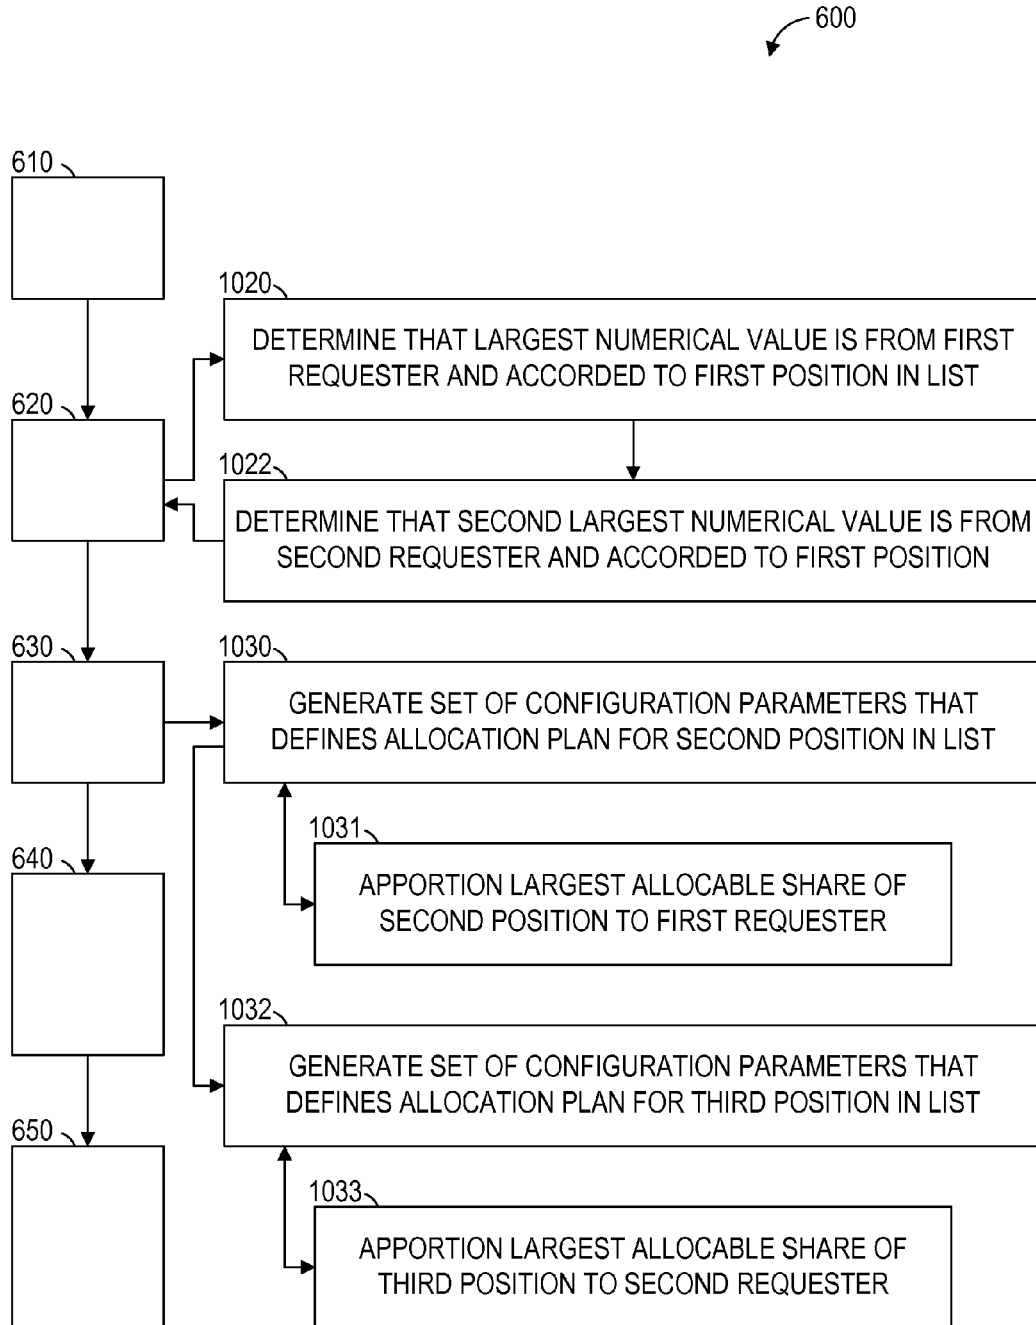 600
610
1020
DETERMINE THAT LARGEST NUMERICAL VALUE IS FROM FIRST
REQUESTER AND ACCORDED TO FIRST POSITION IN LIST
620
1022
DETERMINE THAT SECOND LARGEST NUMERICAL VALUE IS FROM
SECOND REQUESTER AND ACCORDED TO FIRST POSITION
630
1030
GENERATE SET OF CONFIGURATION PARAMETERS THAT
DEFINES ALLOCATION PLAN FOR SECOND POSITION IN LIST
1031
APPORTION LARGEST ALLOCABLE SHARE OF
SECOND POSITION TO FIRST REQUESTER
640
1032
GENERATE SET OF CONFIGURATION PARAMETERS THAT
DEFINES ALLOCATION PLAN FOR THIRD POSITION IN LIST
650
1033
APPORTION LARGEST ALLOCABLE SHARE OF
THIRD POSITION TO SECOND REQUESTER